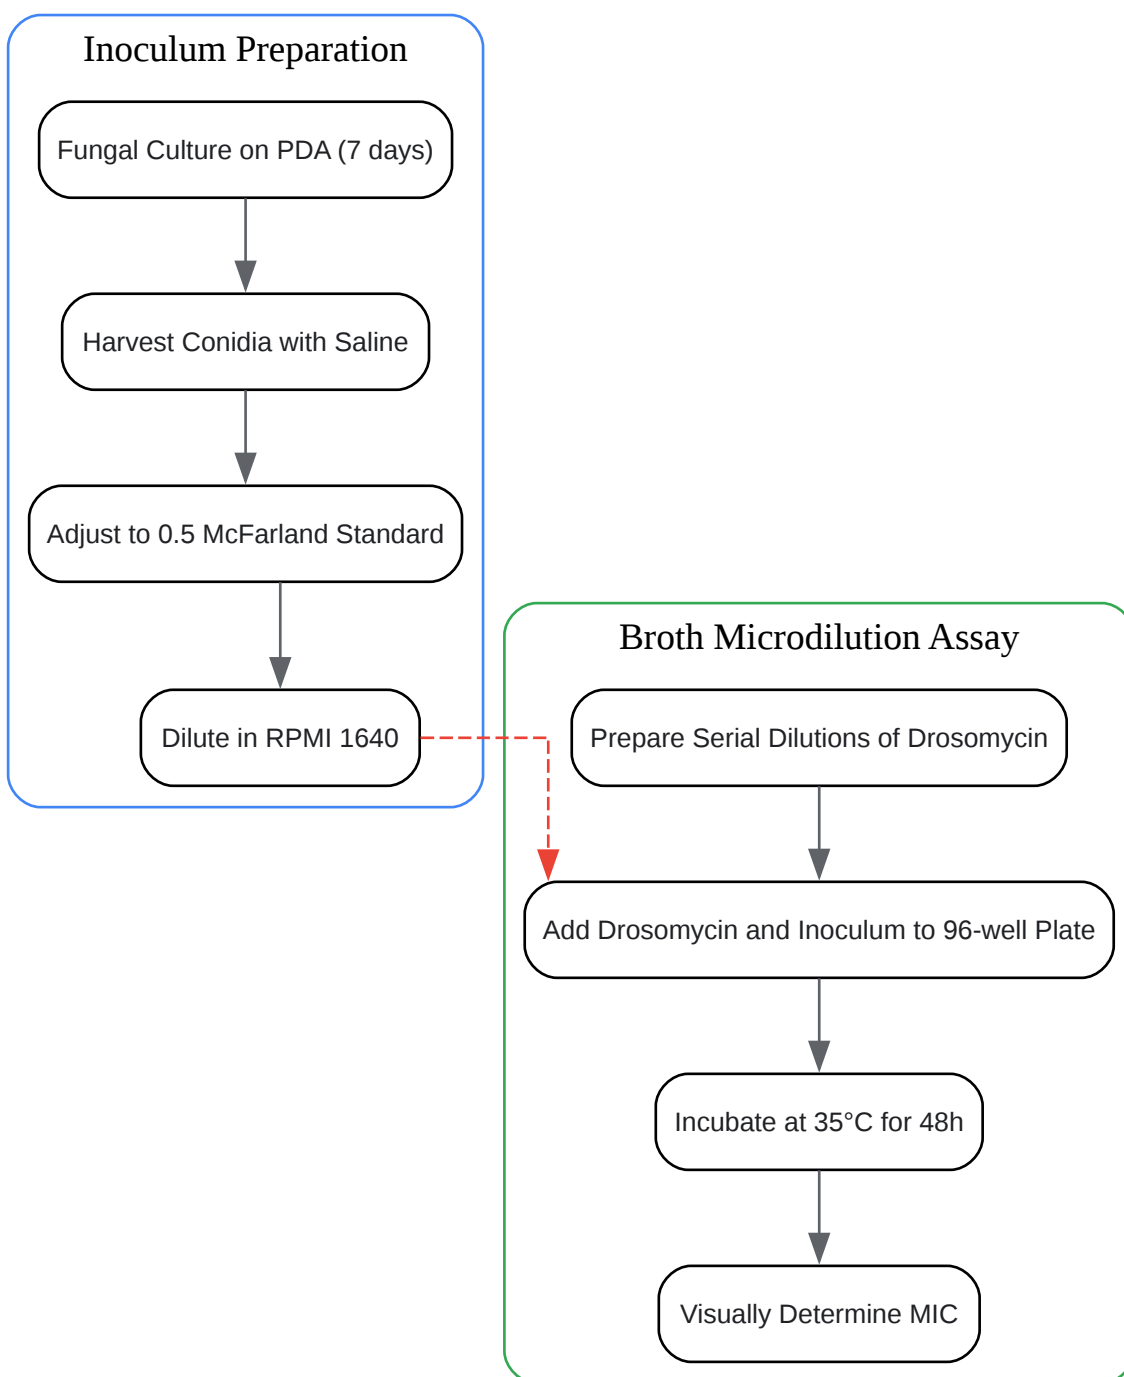 Inoculum Preparation
Fungal Culture on PDA (7 days)
Harvest Conidia with Saline
Adjust to 0.5 McFarland Standard
Dilute in RPMI 1640
Broth Microdilution Assay
Prepare Serial Dilutions of Drosomycin
Add Drosomycin and Inoculum to 96-well Plate
Incubate at 35°C for 48h
Visually Determine MIC